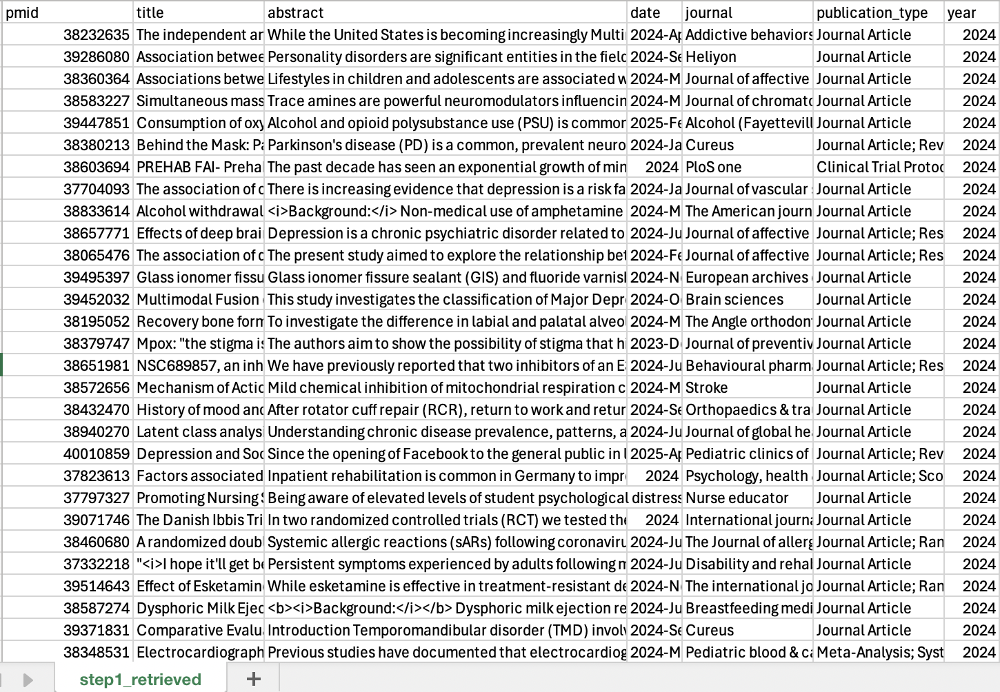 pmid title abstract date journal publication_type year
38232635 The independent ar While the United States is becoming increasingly Multi 2024-Ap Addictive behaviors Journal Article 2024
39286080 Association betwee Personality disorders are significant entities in the field 2024-Se Heliyon Journal Article 2024
38360364 Associations betwe Lifestyles in children and adolescents are associated w 2024-M Journal of affective Journal Article 2024
38583227 Simultaneous mass Trace amines are powerful neuromodulators influencin 2024-M Journal of chromato Journal Article 2024
39447851 Consumption of oxy Alcohol and opioid polysubstance use (PSU) is common 2025-Fe Alcohol (Fayettevill Journal Article 2024
38380213 Behind the Mask: Pa Parkinson's disease (PD) is a common, prevalent neuro 2024-Ja Cureus Journal Article; Rev 2024
38603694 PREHAB FAI- Prehal The past decade has seen an exponential growth of min 2024 PloS one Clinical Trial Protoc 2024
37704093 The association of c There is increasing evidence that depression is a risk fa 2024-Ja Journal of vascular Journal Article 2024
38833614 Alcohol withdrawal <i>Background:</i> Non-medical use of amphetamine 2024-M The American journ Journal Article 2024
38657771 Effects of deep brai Depression is a chronic psychiatric disorder related to 2024-Ju Journal of affective Journal Article; Res 2024
38065476 The association of d The present study aimed to explore the relationship bet 2024-Fe Journal of affective Journal Article; Res 2024
39495397 Glass ionomer fissu Glass ionomer fissure sealant (GIS) and fluoride varnish 2024-N European archives Journal Article 2024
39452032 Multimodal Fusion This study investigates the classification of Major Depr 2024-O Brain sciences Journal Article 2024
38195052 Recovery bone form To investigate the difference in labial and palatal alveol 2024-M The Angle orthodon Journal Article 2024
38379747 Mpox: "the stigma is The authors aim to show the possibility of stigma that hi 2023-D Journal of preventiv Journal Article 2024
38651981 NSC689857, an inh We have previously reported that two inhibitors of an E 2024-Ju Behavioural pharm Journal Article; Res 2024
38572656 Mechanism of Actio Mild chemical inhibition of mitochondrial respiration c 2024-M Stroke Journal Article 2024
38432470 History of mood and After rotator cuff repair (RCR), return to work and retur 2024-Se Orthopaedics & trau Journal Article 2024
38940270 Latent class analysi Understanding chronic disease prevalence, patterns, a 2024-Ju Journal of global hea Journal Article 2024
40010859 Depression and Soc Since the opening of Facebook to the general public in 2025-Ap Pediatric clinics of Journal Article; Rev 2024
37823613 Factors associated Inpatient rehabilitation is common in Germany to impr 2024 Psychology, health Journal Article; Sco 2024
37797327 Promoting Nursing S Being aware of elevated levels of student psychological distress Nurse educator Journal Article 2024
39071746 The Danish Ibbis Tri In two randomized controlled trials (RCT) we tested the 2024 International journa Journal Article 2024
38460680 A randomized doubl Systemic allergic reactions (sARs) following coronaviru 2024-Ju The Journal of allerg Journal Article; Ran 2024
37332218 "<i>I hope it'll get be Persistent symptoms experienced by adults following m 2024-Ju Disability and rehal Journal Article 2024
39514643 Effect of Esketamin While esketamine is effective in treatment-resistant de 2024-N The international jo Journal Article; Ran 2024
38587274 Dysphoric Milk Ejec <b><i>Background:</i></b> Dysphoric milk ejection re 2024-Ju Breastfeeding medi Journal Article 2024
39371831 Comparative Evalu Introduction Temporomandibular disorder (TMD) involv 2024-Se Cureus Journal Article 2024
38348531 Electrocardiograph Previous studies have documented that electrocardiog 2024-M Pediatric blood & ca Meta-Analysis; Syst 2024
step1_retrieved